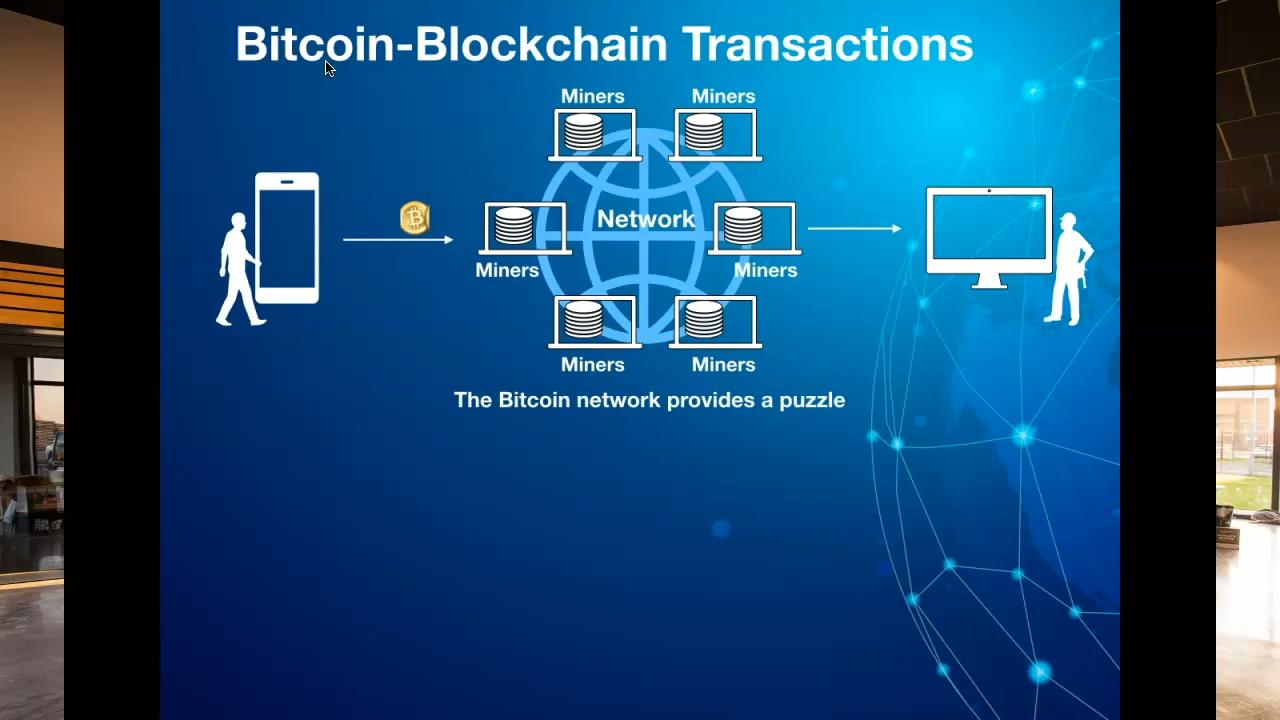 Bitcoin-Blockchain Transactions
Miners
Miners
Network
Miners
Miners
Miners
Miners
The Bitcoin network provides a puzzle